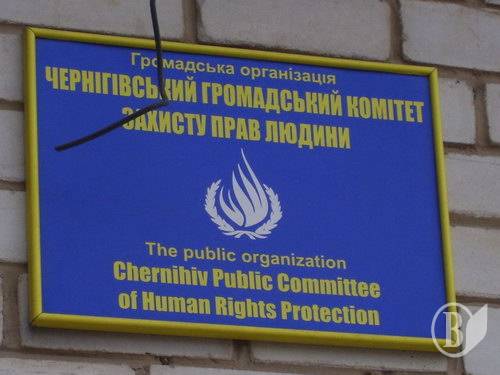 Громадська організація
ЧЕРНІГІВСЬКИЙ ГРОМАДСЬКИЙ КОМІТЕТ
ЗАХИСТУ ПРАВ ЛЮДИНИ
The public organization
Chernihiv Public Committee
of Human Rights Protection
В